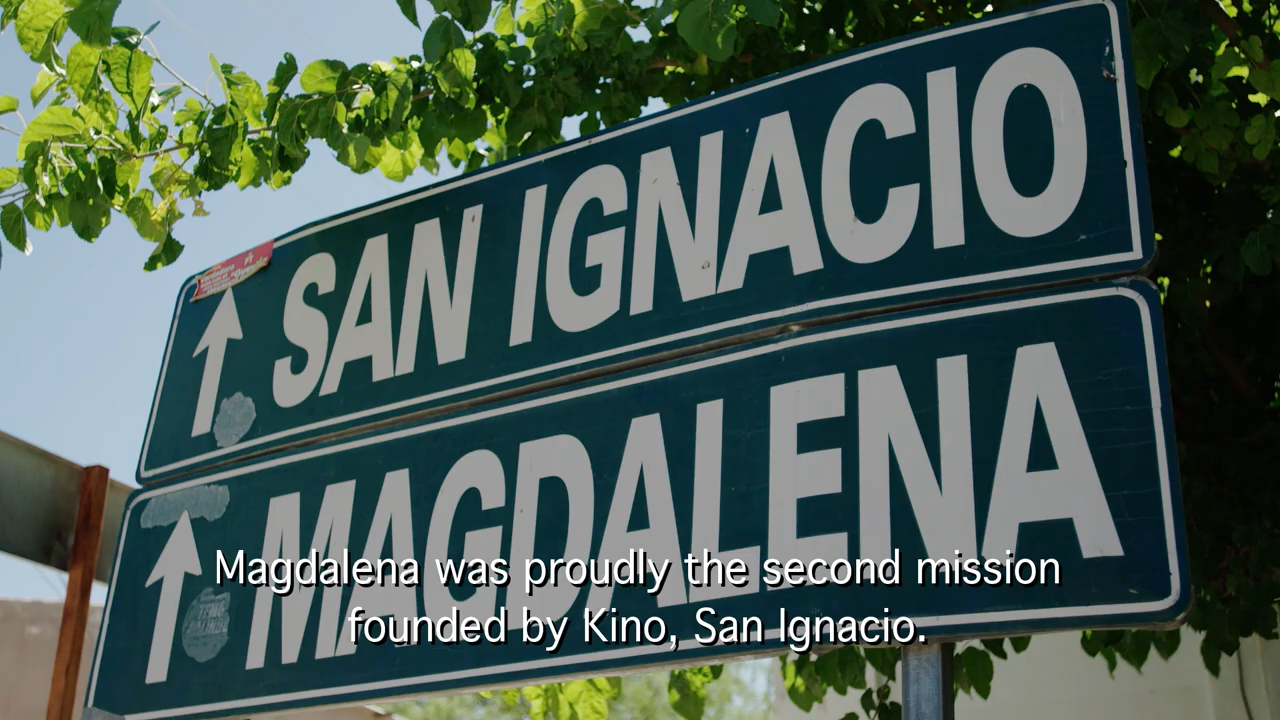 SAN IGNACIO
MAGDALENA
Magdalena was proudly the second mission
founded by Kino, San Ignacio.